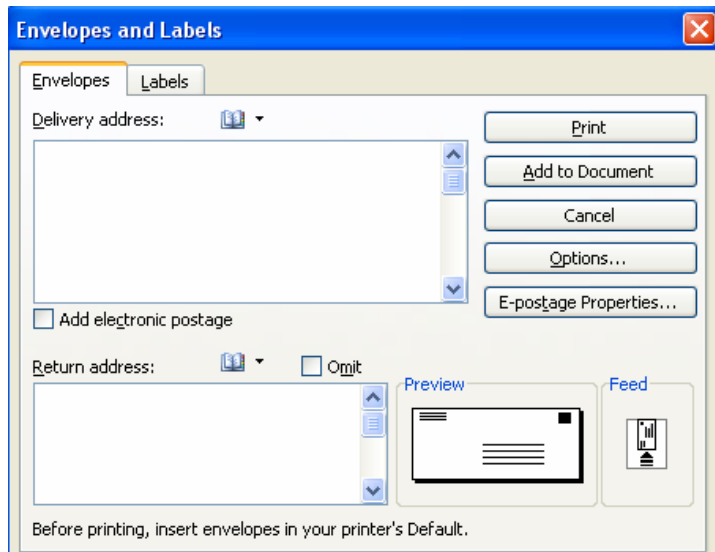 Envelopes and Labels
Envelopes Labels
Delivery address:
Print
Add to Document
Cancel
Options...
E-postage Properties...
Add electronic postage
Return address: Omit
Preview Feed
Before printing, insert envelopes in your printer's Default.